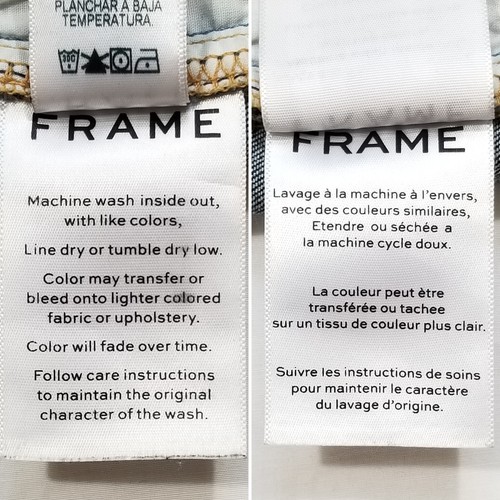 PLANCHAR A BAJA
TEMPERATURA.
30C
FRAME
Machine wash inside out,
with like colors,
Line dry or tumble dry low.
Color may transfer or
bleed onto lighter colored
fabric or upholstery.
Color will fade over time.
Follow care instructions
to maintain the original
character of the wash.
FRAME
Lavage à la machine à l'envers,
avec des couleurs similaires,
Etendre ou séchée a
la machine cycle doux.
La couleur peut ètre
transférée ou tachee
sur un tissu de couleur plus clair.
Suivre les instructions de soins
pour maintenir le caractère
du lavage d'origine.